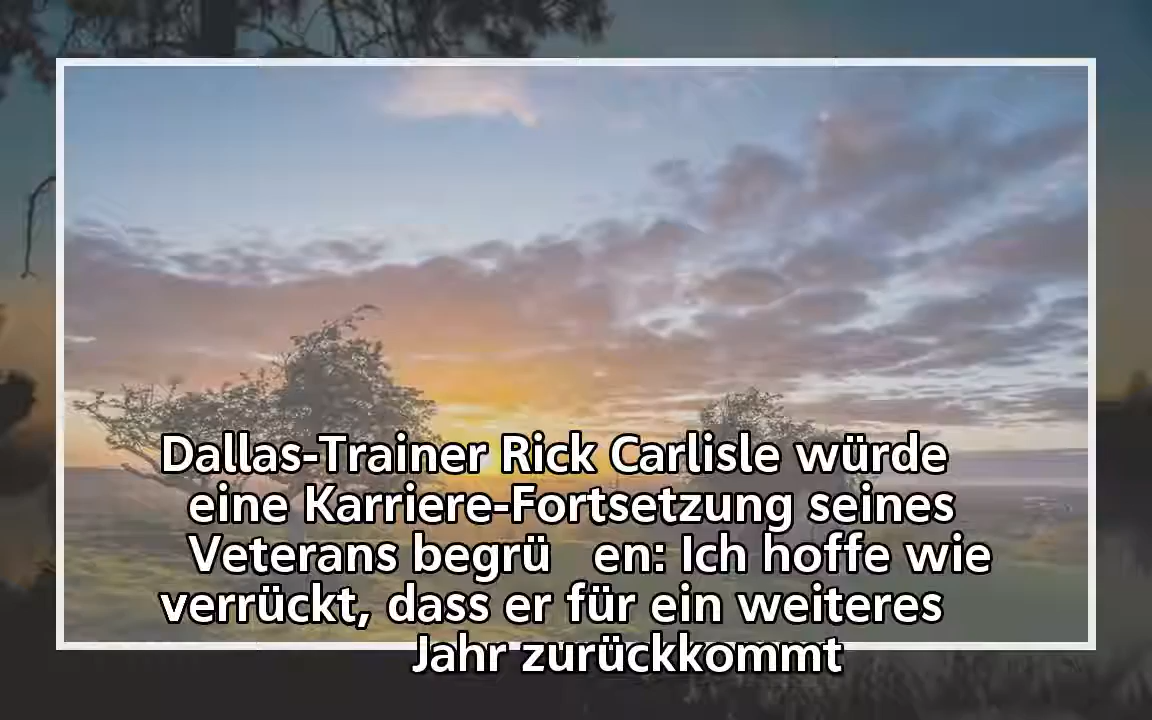 Dallas-Trainer Rick Carlisle würde
eine Karriere-Fortsetzung seines
Veterans begrü en: Ich hoffe wie
verrückt, dass er für ein weiteres
Jahr zurückkommt